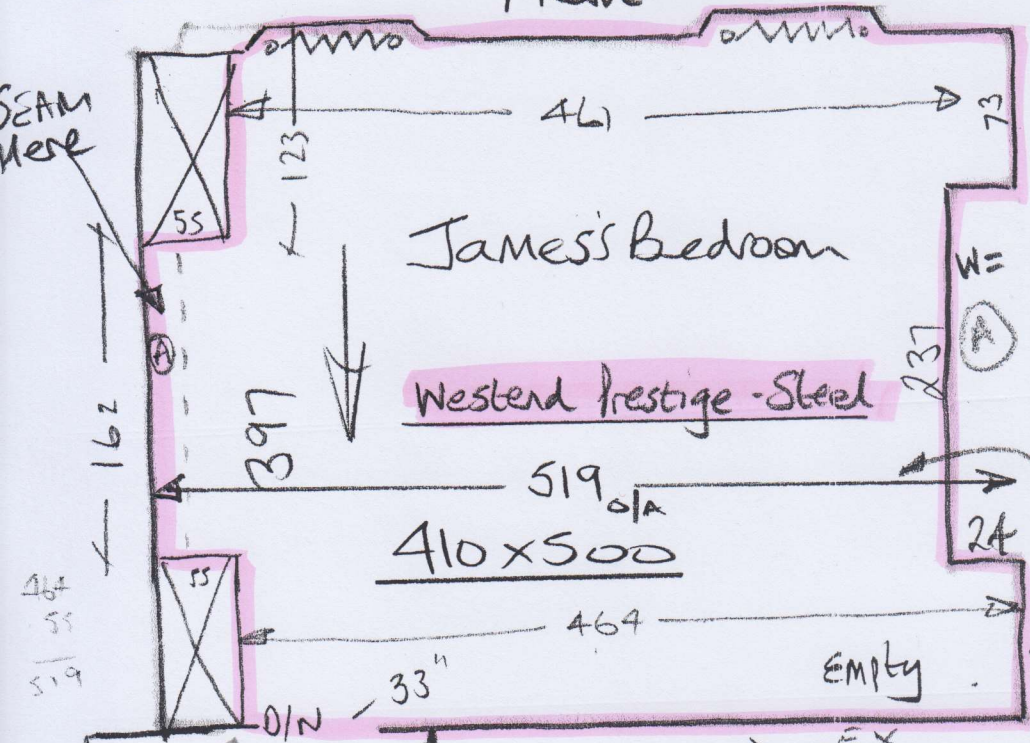 SEAM
Here
461
73
123
55
James's Bedroom
W=
A
A
237
Westend Prestige - Steel
397
162
519 o/A
24
410 x 500
55
464
55
519
464
33"
Empty
D/N
EX